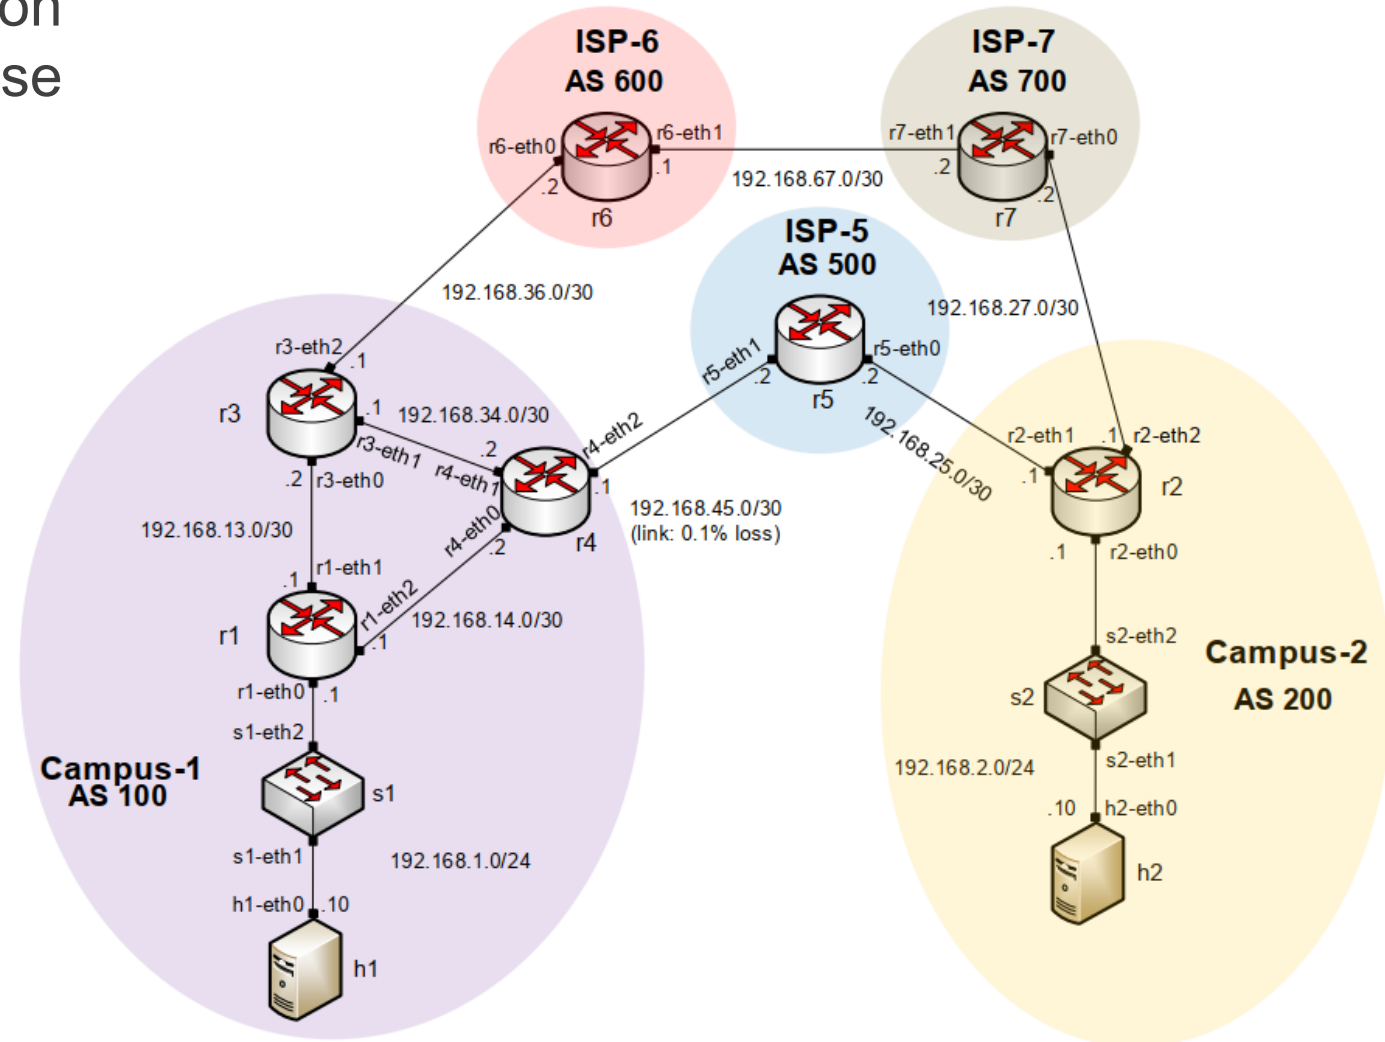 on
se
ISP-6
AS 600
ISP-7
AS 700
r6-eth0
r6-eth1
r7-eth1
r7-eth0
.2
.1
.2
.2
192.168.67.0/30
r6
r7
ISP-5
AS 500
192.168.36.0/30
192.168.27.0/30
r3-eth2
.1
r5-eth1
r5-eth0
.2
.2
r5
r3
.1
192.168.34.0/30
r3-eth1
.2
r4-eth1
r4-eth2
.1
192.168.25.0/30
r2-eth1
.1
r2-eth2
.1
r2
.2
r3-eth0
192.168.45.0/30
(link: 0.1% loss)
192.168.13.0/30
r4-eth0
.2
r4
.1
r2-eth0
.1
r1-eth1
r1-eth2
192.168.14.0/30
r1
.1
s2-eth2
Campus-2
AS 200
r1-eth0
.1
s2
s1-eth2
Campus-1
AS 100
s1
192.168.2.0/24
s2-eth1
.10
h2-eth0
s1-eth1
192.168.1.0/24
h2
h1-eth0
.10
h1